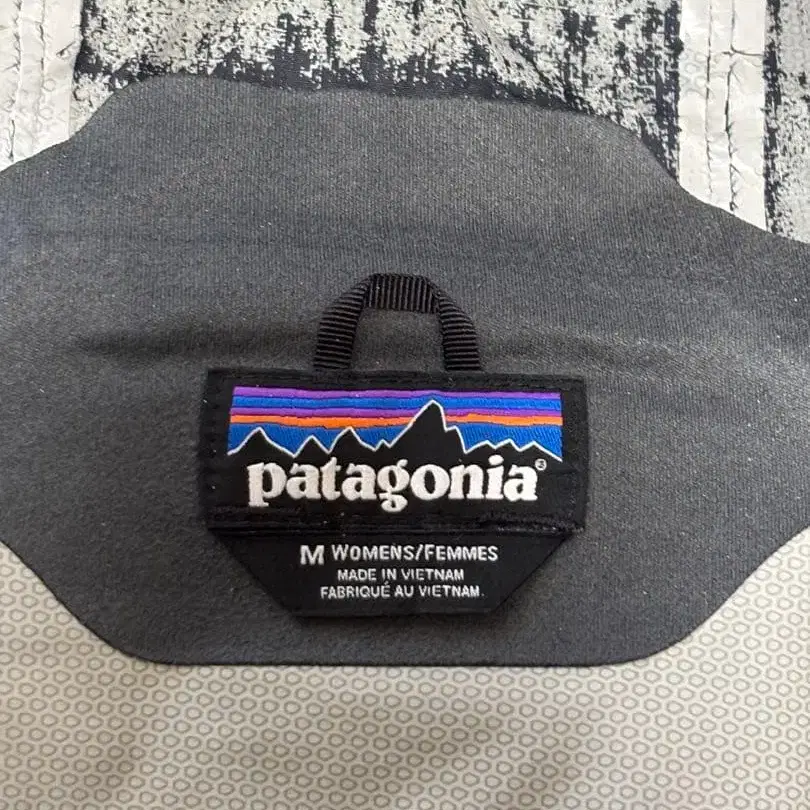 patagonia®
M WOMENS/FEMMES
MADE IN VIETNAM
FABRIQUÉ AU VIETNAM.